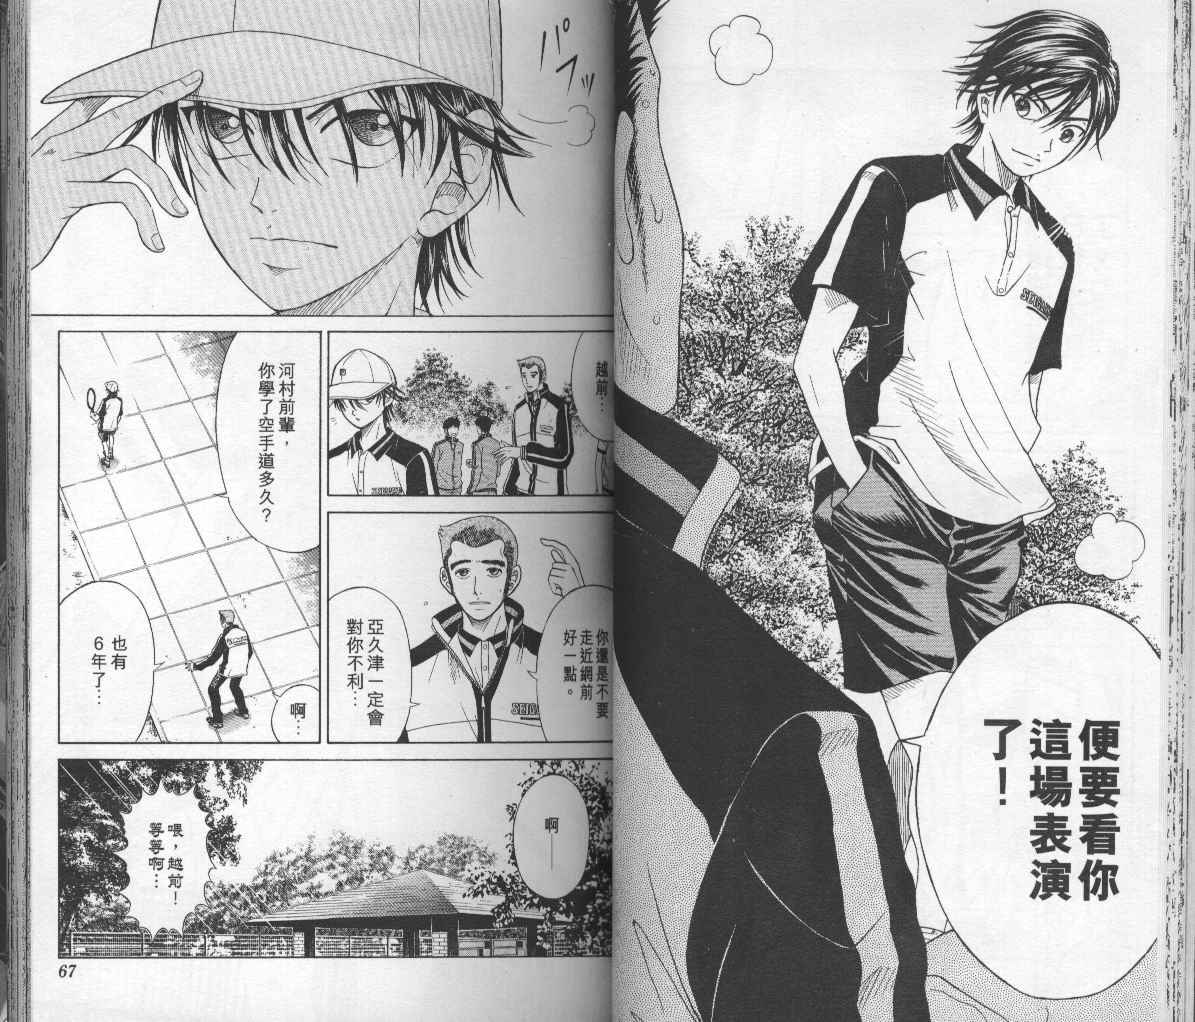 便要看你
這場表演
了！
SEIGAKU
パフッ
越前…
你還是不要
走近網前
好一點。
亞久津一定會
對你不利…
SEIG
河村前輩，
你學了空手道多久？
啊…
也有
6年了…
啊——
喂，越前！
等等啊…
67